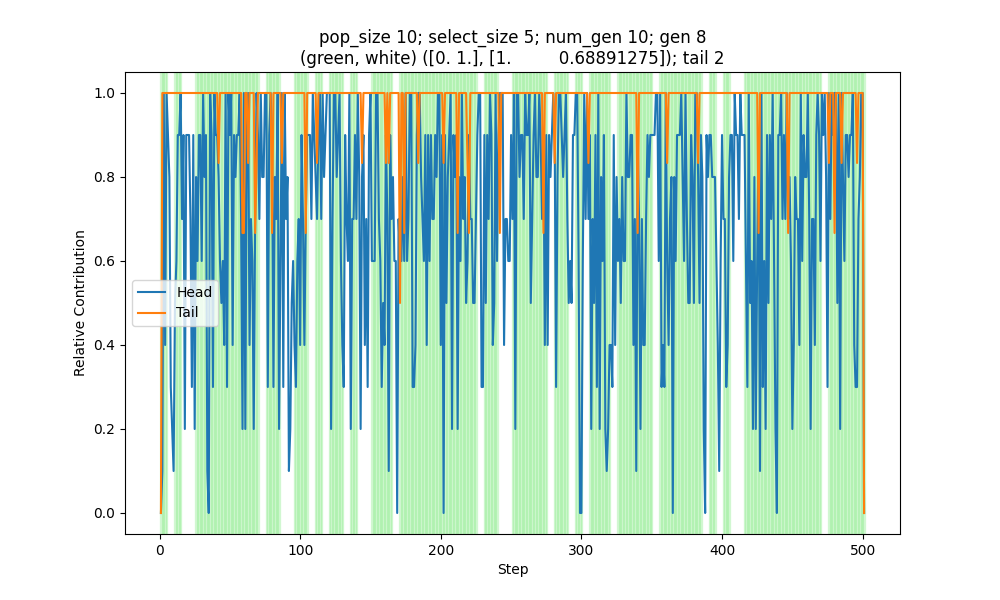 pop_size 10; select_size 5; num_gen 10; gen 8
(green, white) ([0. 1.], [1.         0.68891275]); tail 2
Relative Contribution
1.0
0.8
0.6
0.4
0.2
0.0
Head
Tail
0 100 200 300 400 500
Step